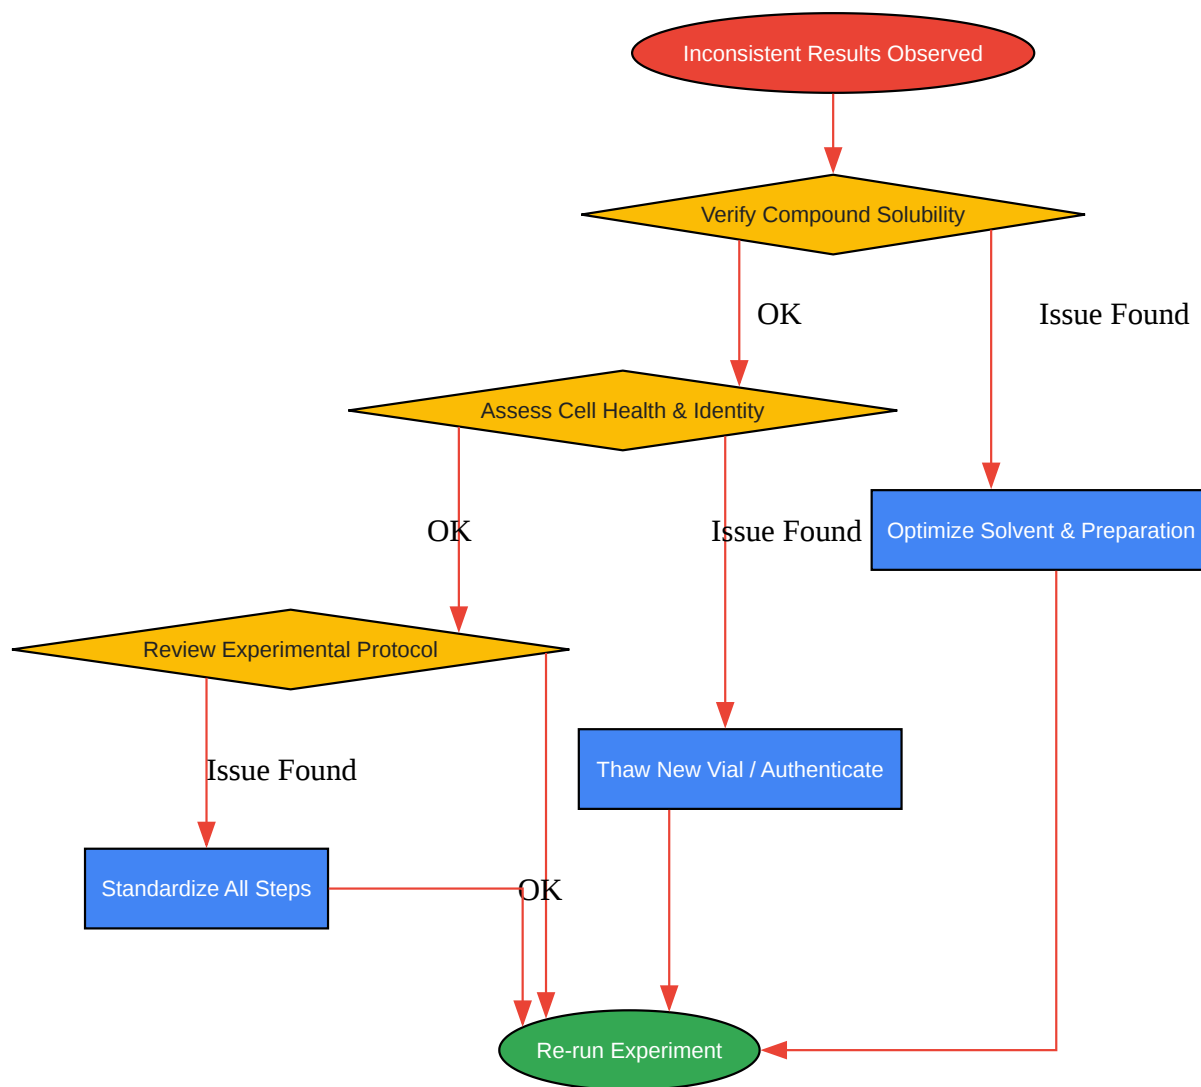 Inconsistent Results Observed
Verify Compound Solubility
OK
Issue Found
Assess Cell Health & Identity
OK
Issue Found
Optimize Solvent & Preparation
Review Experimental Protocol
Issue Found
Thaw New Vial / Authenticate
Standardize All Steps
OK
Re-run Experiment